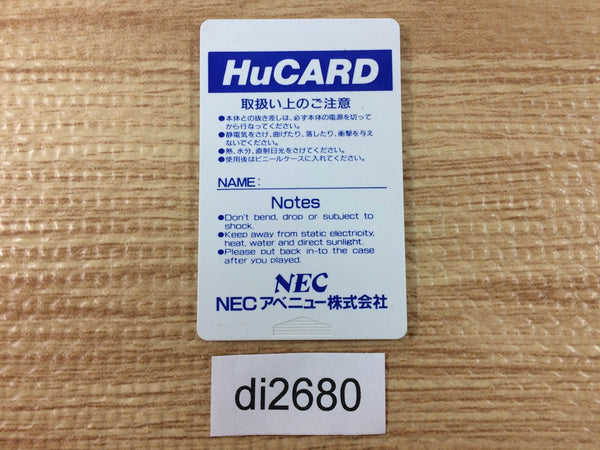 HuCARD
取扱い上のご注意
●本体との抜き差しは、必ず本体の電源を切って
から行なってください。
●静電気をさけ、曲げたり、落したり、衝撃を与え
ないでください。
●熱、水分、直射日光をさけてください。
●使用後はビニールケースに入れてください。
NAME:
Notes
●Don't bend, drop or subject to
shock.
●Keep away from static electricity,
heat, water and direct sunlight.
●Please put back in-to the case
after you played.
NEC
NECアベニュー株式会社
di2680